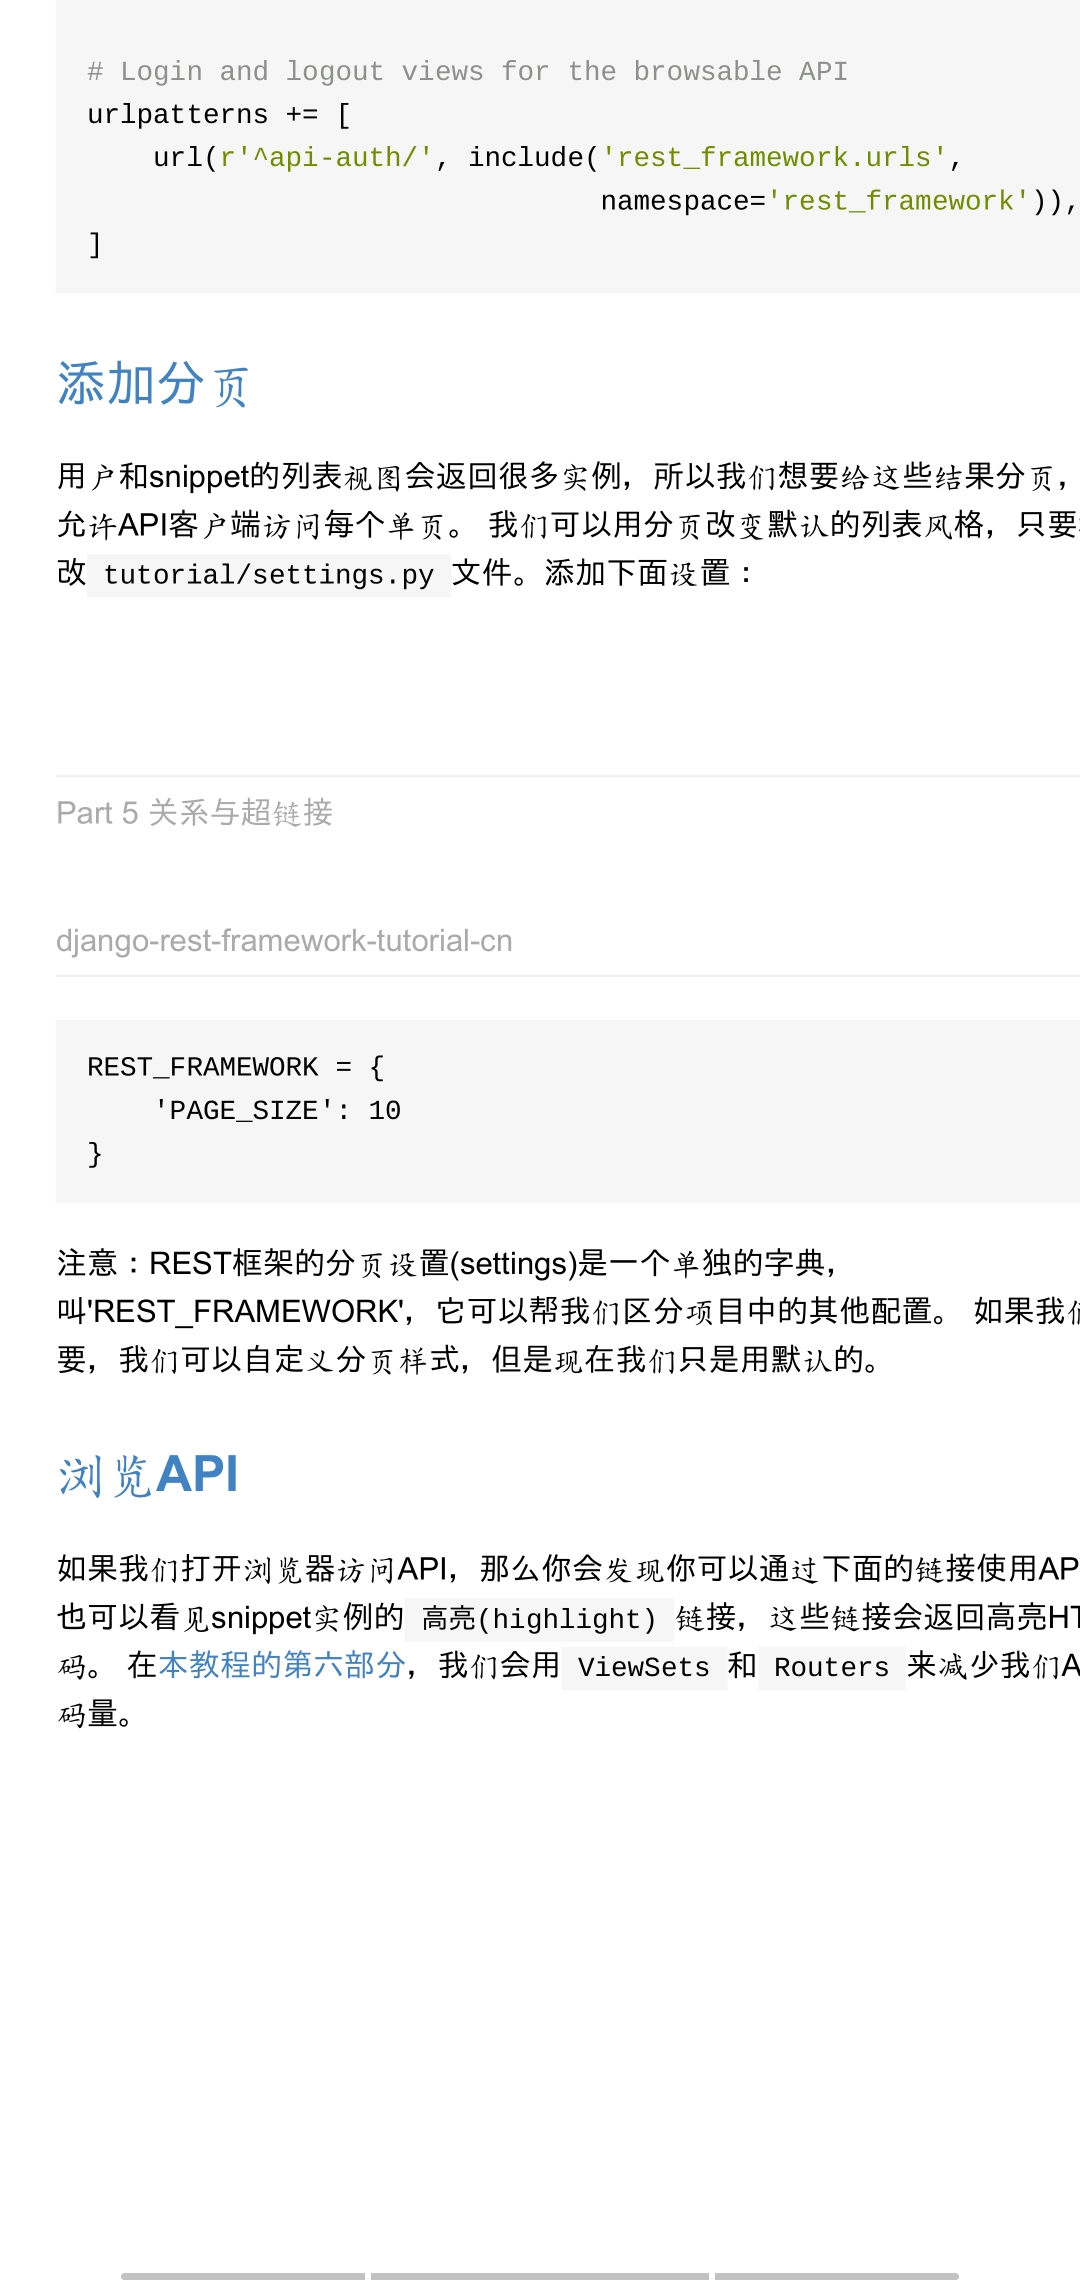 # Login and logout views for the browsable API
urlpatterns += [
    url(r'^api-auth/', include('rest_framework.urls',
                               namespace='rest_framework')),
]
添加分页
用户和snippet的列表视图会返回很多实例，所以我们想要给这些结果分页，
允许API客户端访问每个单页。 我们可以用分页改变默认的列表风格，只要
改 tutorial/settings.py 文件。添加下面设置：
Part 5 关系与超链接
django-rest-framework-tutorial-cn
REST_FRAMEWORK = {
    'PAGE_SIZE': 10
}
注意：REST框架的分页设置(settings)是一个单独的字典，
叫'REST_FRAMEWORK'，它可以帮我们区分项目中的其他配置。 如果我们
要，我们可以自定义分页样式，但是现在我们只是用默认的。
浏览API
如果我们打开浏览器访问API，那么你会发现你可以通过下面的链接使用AP
也可以看见snippet实例的 高亮(highlight) 链接，这些链接会返回高亮HT
码。 在本教程的第六部分，我们会用 ViewSets 和 Routers 来减少我们A
码量。